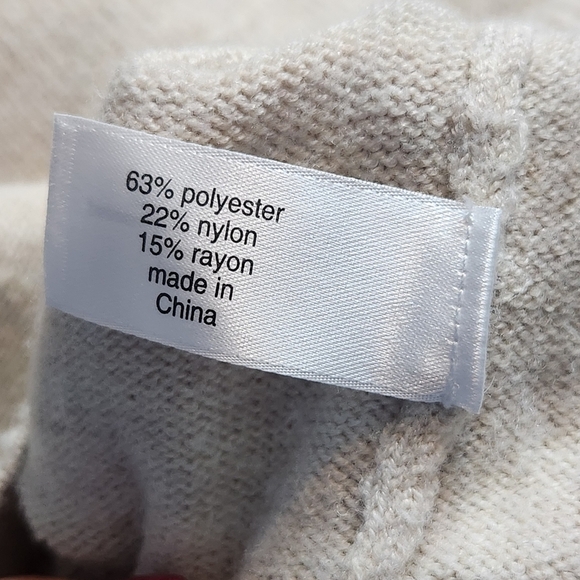 63% polyester
22% nylon
15% rayon
made in
China